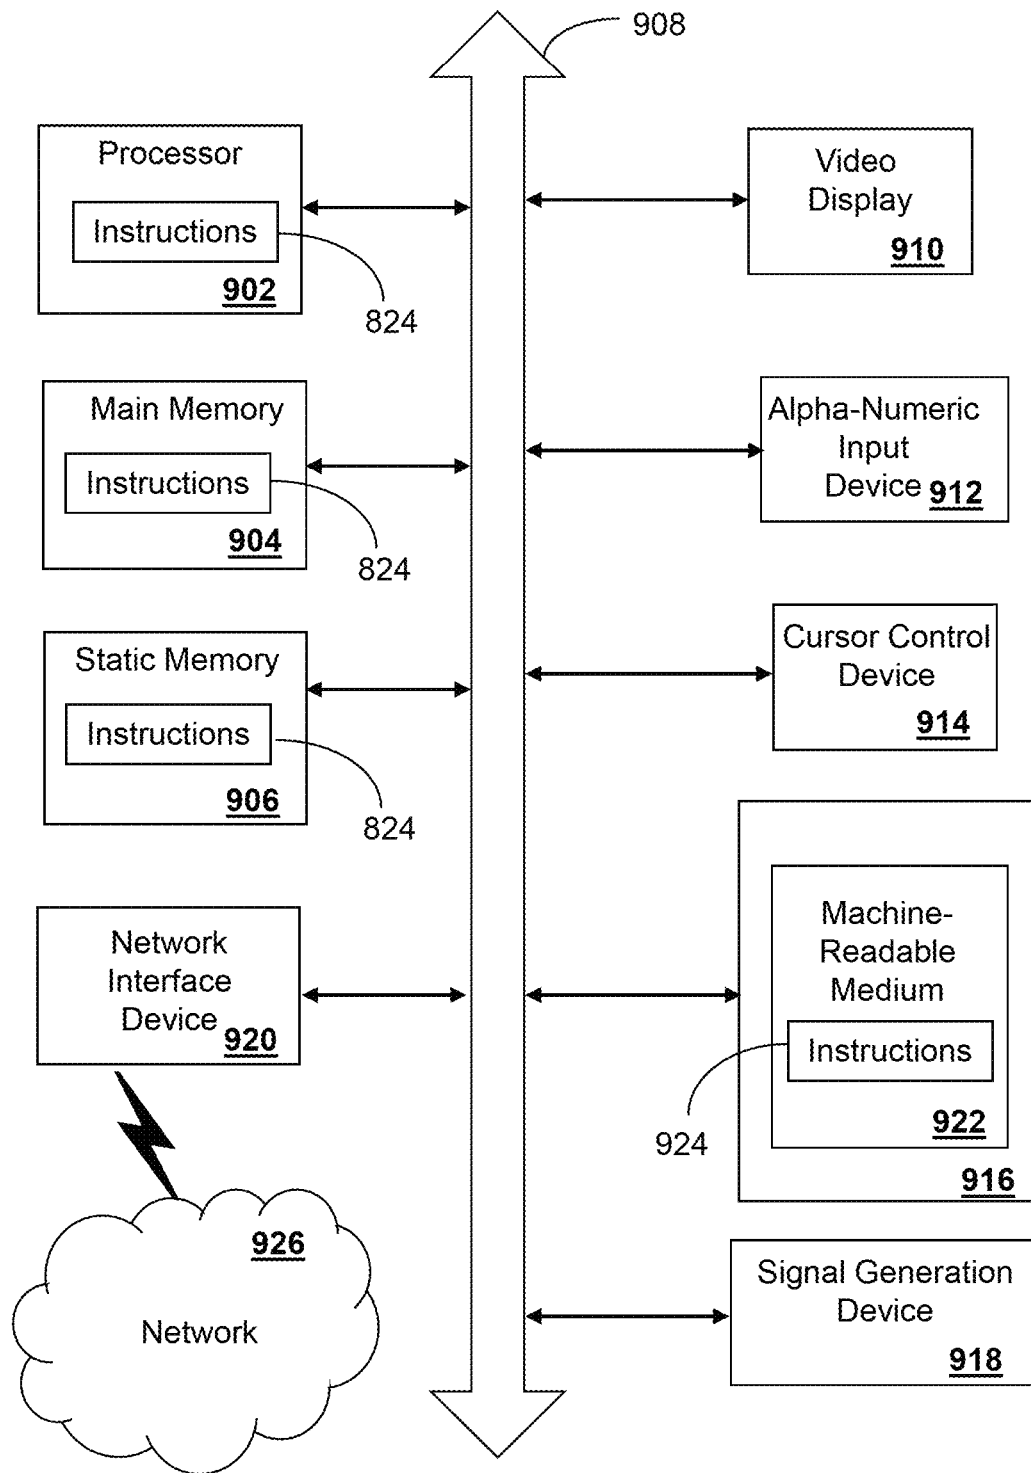 908
Processor
Instructions
902
824
Main Memory
Instructions
904
824
Static Memory
Instructions
906
824
Network
Interface
Device
920
926
Network
Video
Display
910
Alpha-Numeric
Input
Device
912
Cursor Control
Device
914
Machine-
Readable
Medium
Instructions
924
922
916
Signal Generation
Device
918